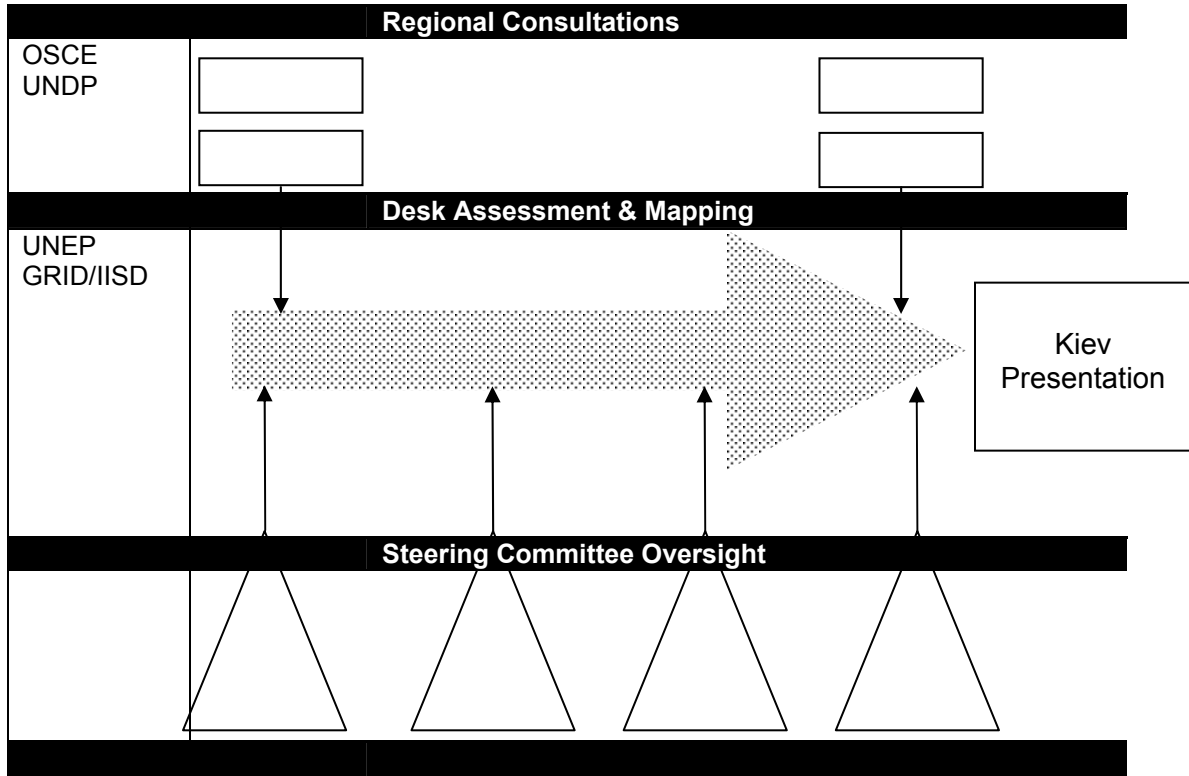 Regional Consultations
OSCE
UNDP
Desk Assessment & Mapping
UNEP
GRID/IISD
Kiev
Presentation
Steering Committee Oversight